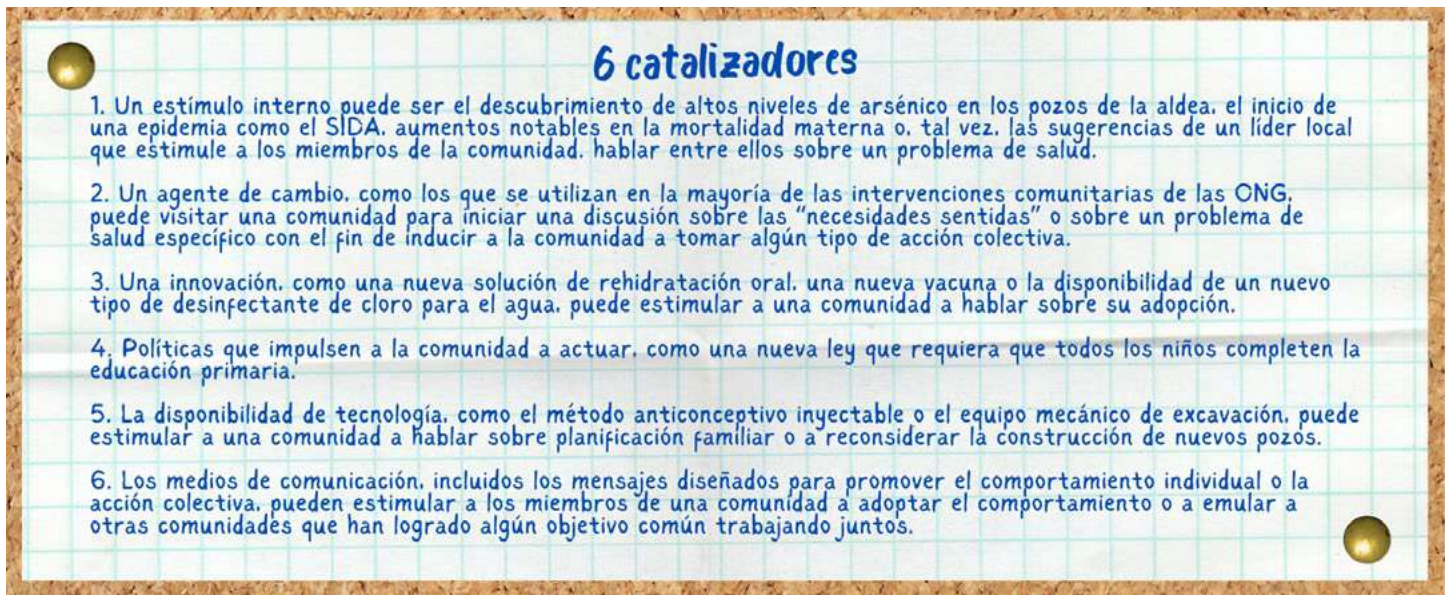 6 catalizadores
1. Un estímulo interno puede ser el descubrimiento de altos niveles de arsénico en los pozos de la aldea, el inicio de
una epidemia como el SIDA, aumentos notables en la mortalidad materna o, tal vez, las sugerencias de un líder local
que estimule a los miembros de la comunidad, hablar entre ellos sobre un problema de salud.
2. Un agente de cambio, como los que se utilizan en la mayoría de las intervenciones comunitarias de las ONG,
puede visitar una comunidad para iniciar una discusión sobre las "necesidades sentidas" o sobre un problema de
salud específico con el fin de inducir a la comunidad a tomar algún tipo de acción colectiva.
3. Una innovación, como una nueva solución de rehidratación oral, una nueva vacuna o la disponibilidad de un nuevo
tipo de desinfectante de cloro para el agua, puede estimular a una comunidad a hablar sobre su adopción.
4. Políticas que impulsen a la comunidad a actuar, como una nueva ley que requiera que todos los niños completen la
educación primaria.
5. La disponibilidad de tecnología, como el método anticonceptivo inyectable o el equipo mecánico de excavación, puede
estimular a una comunidad a hablar sobre planificación familiar o a reconsiderar la construcción de nuevos pozos.
6. Los medios de comunicación, incluidos los mensajes diseñados para promover el comportamiento individual o la
acción colectiva, pueden estimular a los miembros de una comunidad a adoptar el comportamiento o a emular a
otras comunidades que han logrado algún objetivo común trabajando juntos.